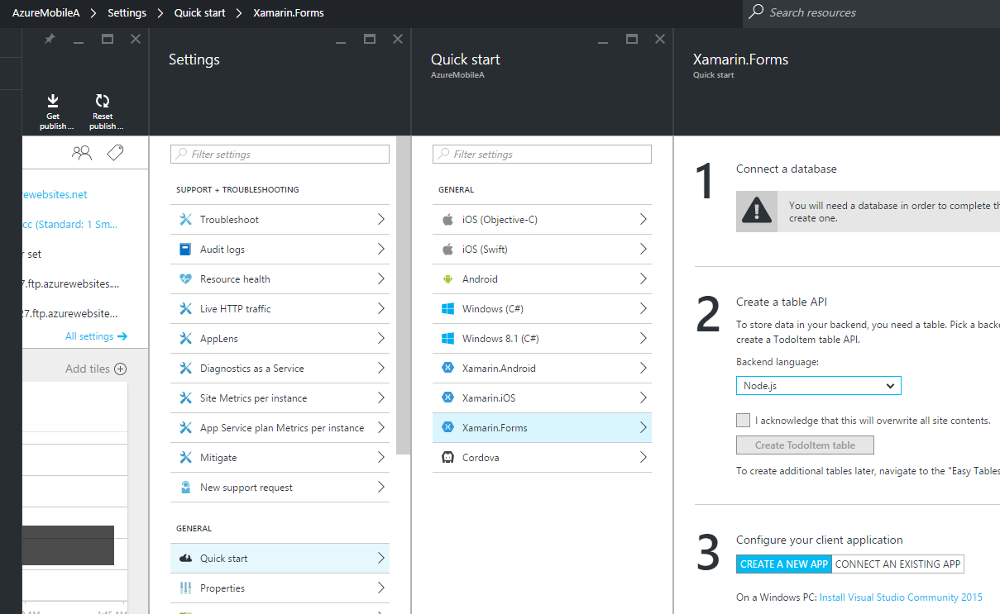 AzureMobileA
Settings
Quick start
Xamarin.Forms
Search resources
Get
publish ...
Reset
publish ...
rewebsites.net
cc (Standard: 1 Sm...
r set
7.ftp.azurewebsites....
27.ftp.azurewebsite...
All settings
Add tiles
1:45 AM
Settings
Filter settings
SUPPORT + TROUBLESHOOTING
Troubleshoot
Audit logs
Resource health
Live HTTP traffic
AppLens
Diagnostics as a Service
Site Metrics per instance
App Service plan Metrics per instance
Mitigate
New support request
GENERAL
Quick start
Properties
Quick start
AzureMobileA
Filter settings
GENERAL
iOS (Objective-C)
iOS (Swift)
Android
Windows (C#)
Windows 8.1 (C#)
Xamarin.Android
Xamarin.iOS
Xamarin.Forms
Cordova
Xamarin.Forms
Quick start
1
Connect a database
You will need a database in order to complete th
create one.
2
Create a table API
To store data in your backend, you need a table. Pick a backe
create a TodoItem table API.
Backend language:
Node.js
I acknowledge that this will overwrite all site contents.
Create TodoItem table
To create additional tables later, navigate to the "Easy Tables
3
Configure your client application
CREATE A NEW APP
CONNECT AN EXISTING APP
On a Windows PC: Install Visual Studio Community 2015